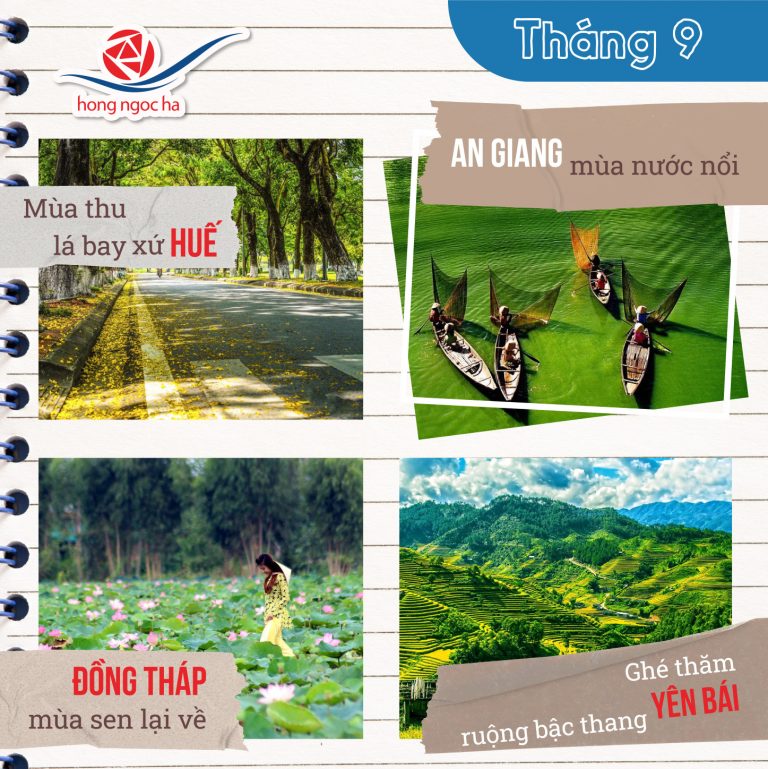 hong ngoc ha
Tháng 9
Mùa thu
lá bay xứ HUẾ
AN GIANG mùa nước nổi
ĐỒNG THÁP
mùa sen lại về
Ghé thăm
ruộng bậc thang YÊN BÁI